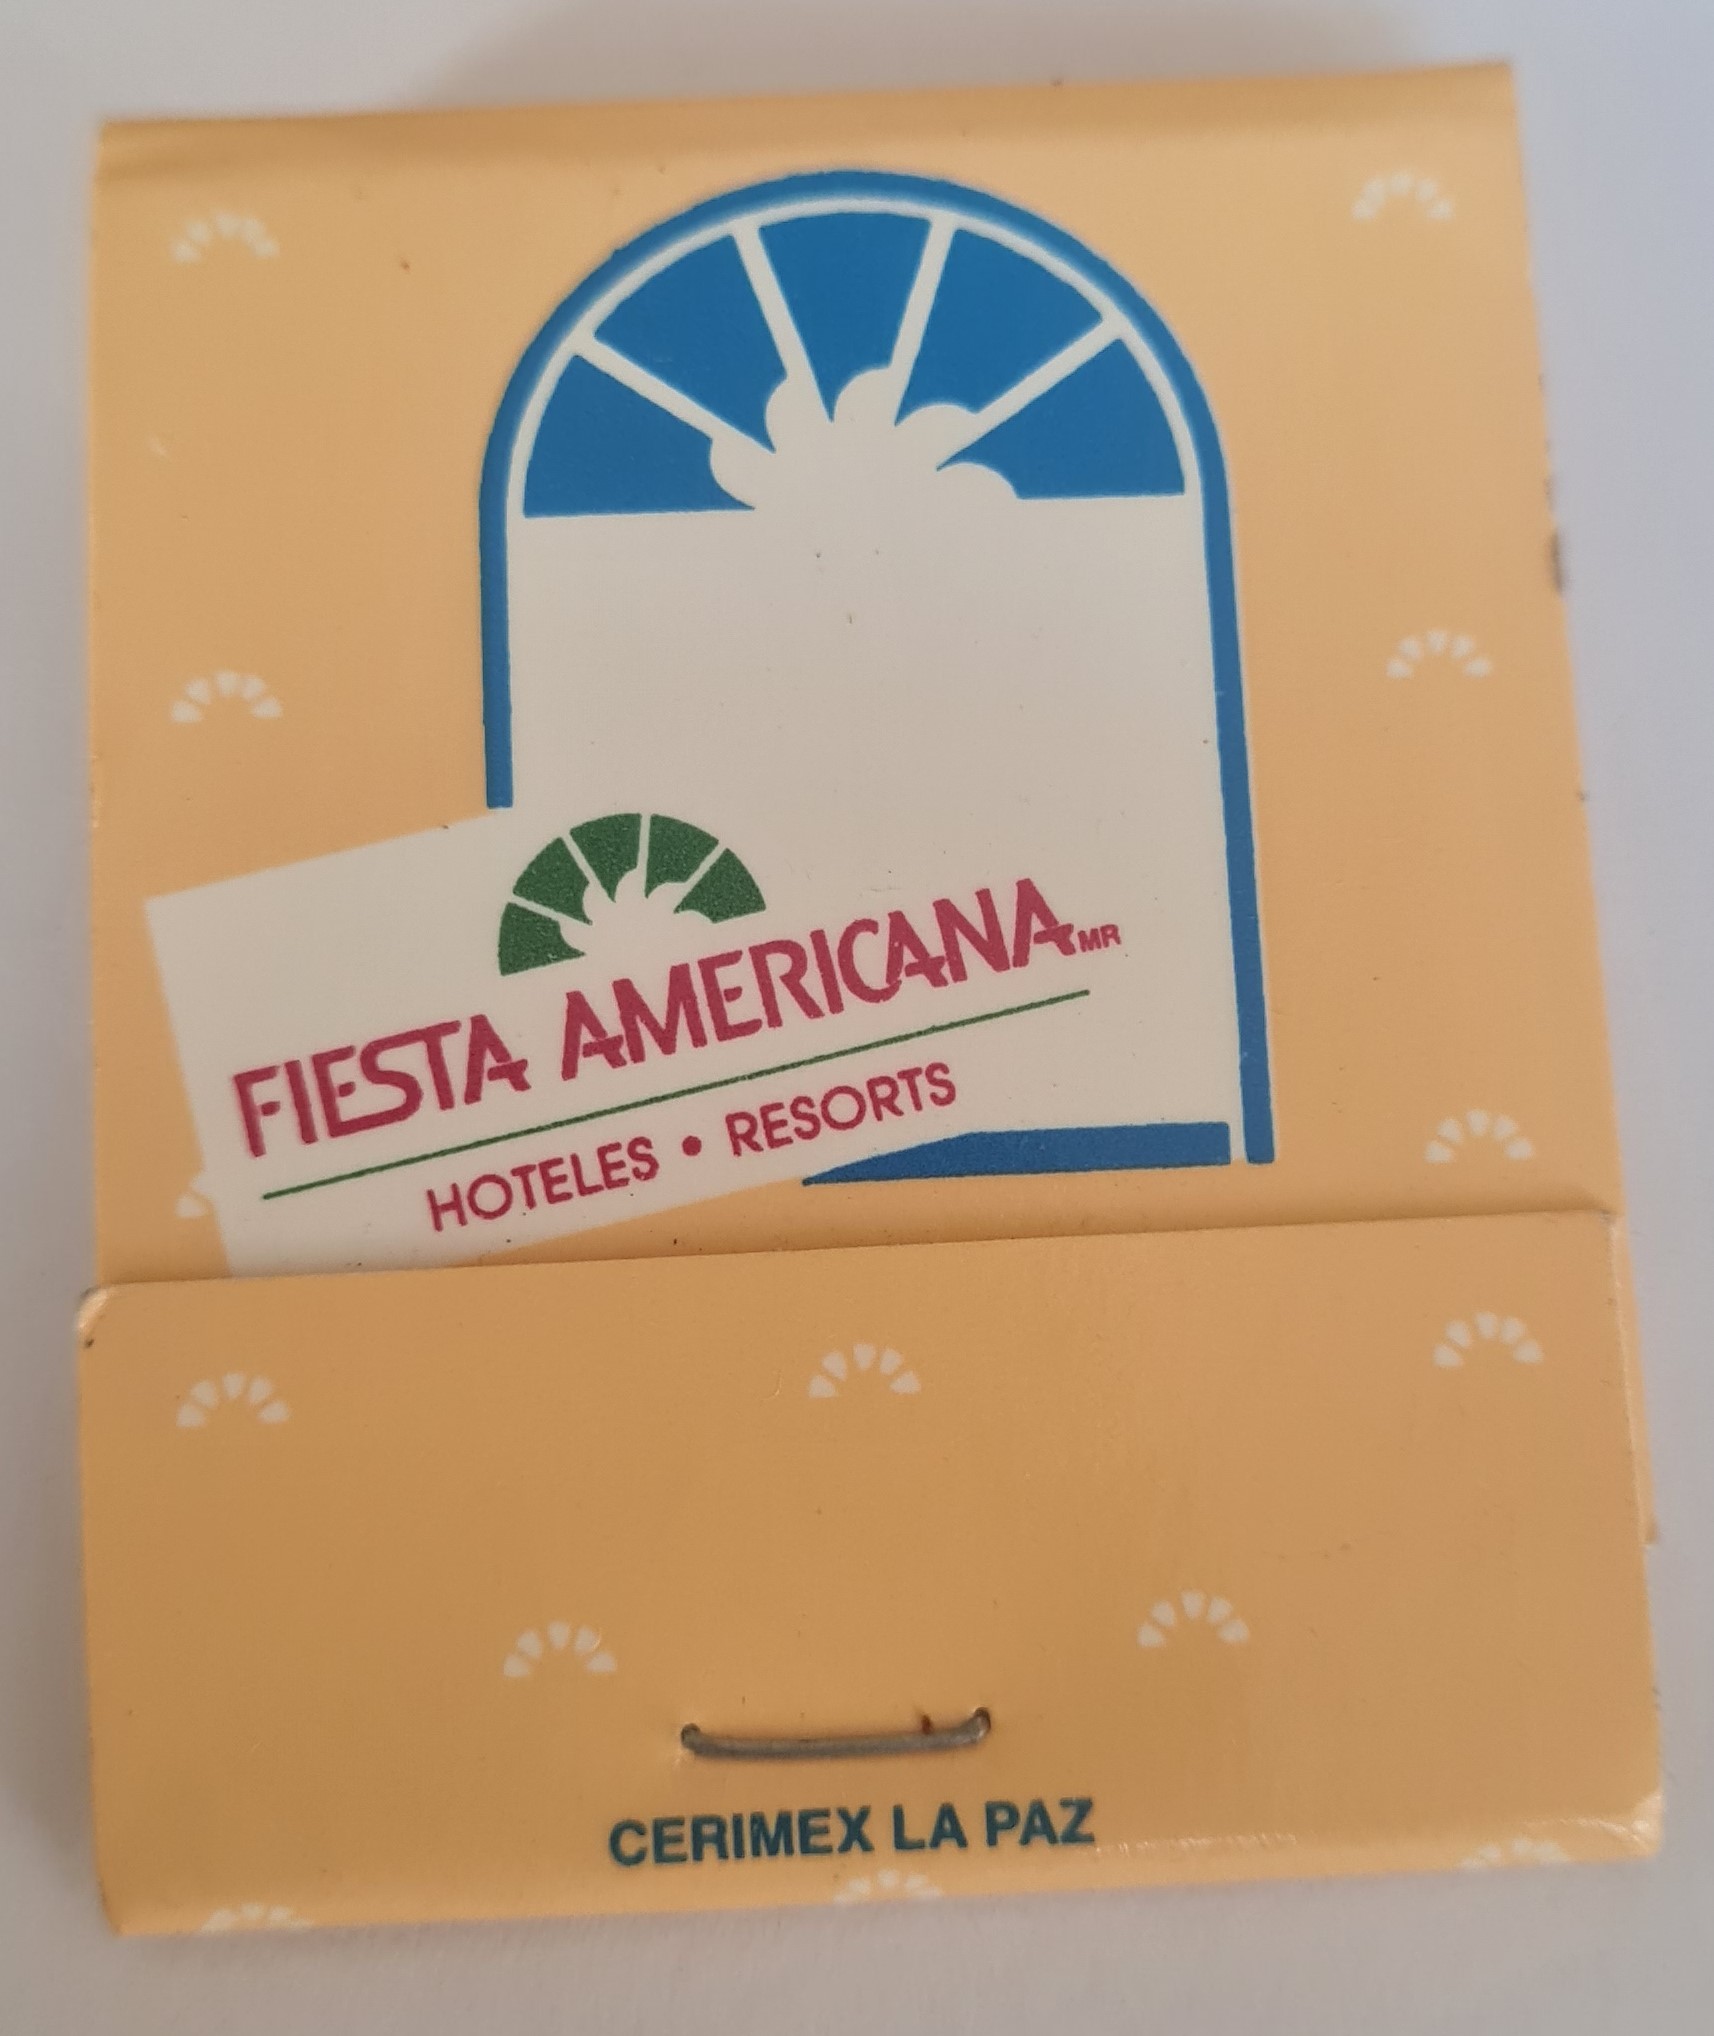 FIESTA AMERICANA MR
HOTELES • RESORTS
CERIMEX LA PAZ